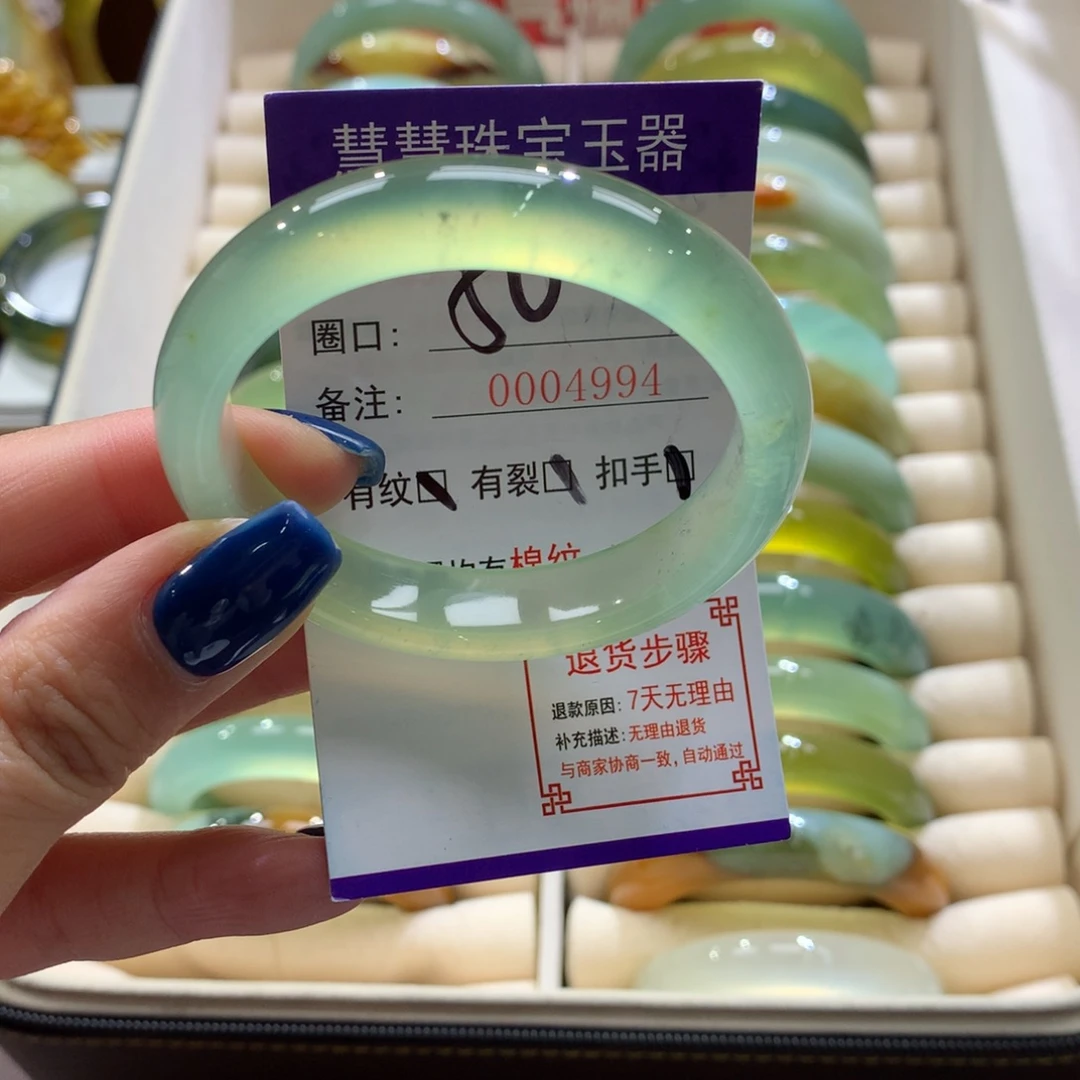 慧慧珠宝玉器
80
圈口:
备注: 0004994
有纹 有裂 扣手
均有棉纹
退货步骤
退款原因: 7天无理由
补充描述: 无理由退货
与商家协商一致, 自动通过